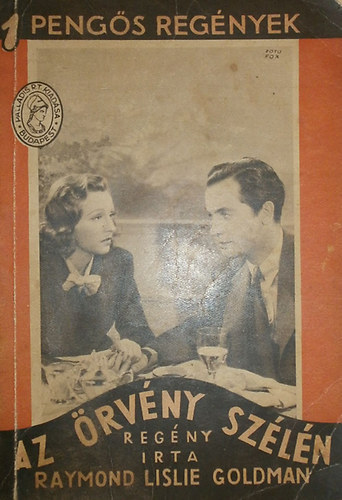 1 PENGŐS REGÉNYEK
FOTO
FOX
PALLADIS R.T. KIADÁSA
BUDAPEST
AZ ÖRVÉNY SZÉLÉN
REGÉNY
IRTA
RAYMOND LISLIE GOLDMAN